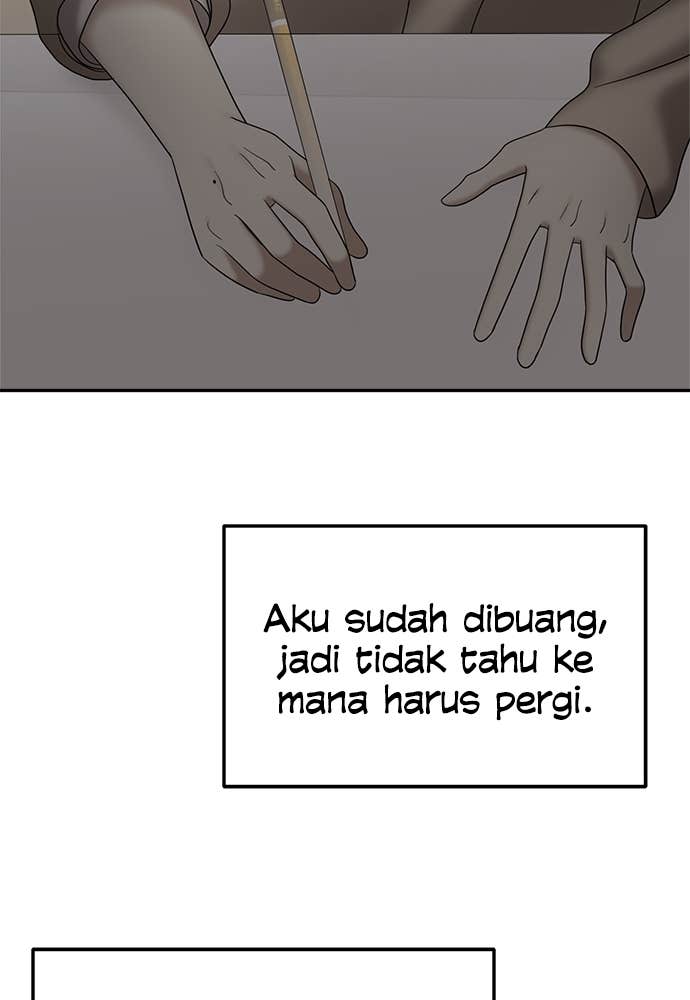 Aku sudah dibuang,
jadi tidak tahu ke
mana harus pergi.